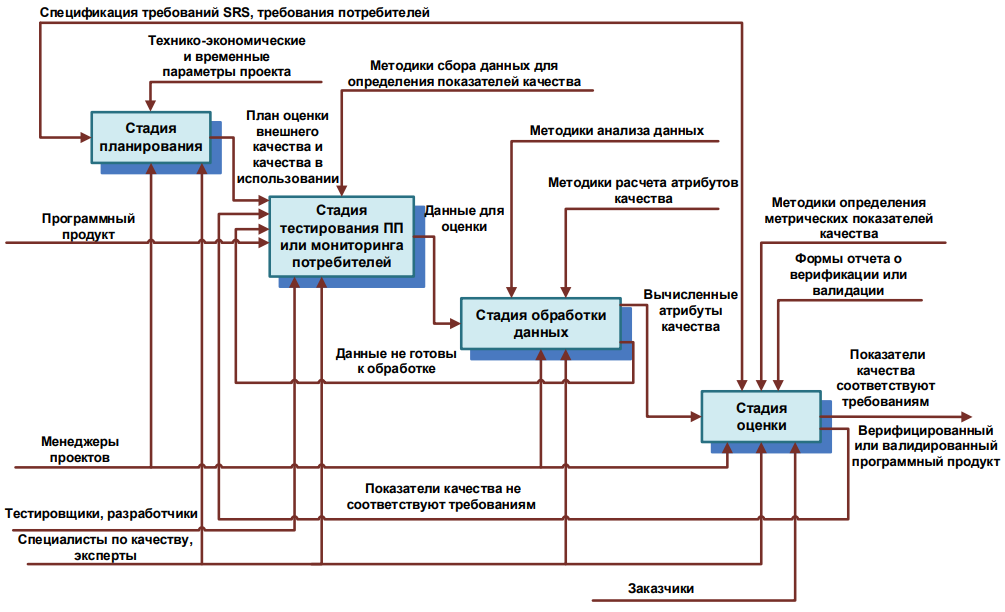 Спецификация требований SRS, требования потребителей
Технико-экономические
и временные
параметры проекта
Методики сбора данных для
определения показателей качества
Стадия
планирования
План оценки
внешнего
качества и
качества в
использовании
Методики анализа данных
Методики расчета атрибутов
качества
Методики определения
метрических показателей
качества
Программный
продукт
Стадия
тестирования ПП
или мониторинга
потребителей
Данные для
оценки
Формы отчета о
верификации или
валидации
Стадия обработки
данных
Вычисленные
атрибуты
качества
Данные не готовы
к обработке
Показатели
качества
соответствуют
требованиям
Стадия
оценки
Верифицированный
или валидированный
программный продукт
Менеджеры
проектов
Показатели качества не
соответствуют требованиям
Тестировщики, разработчики
Специалисты по качеству,
эксперты
Заказчики